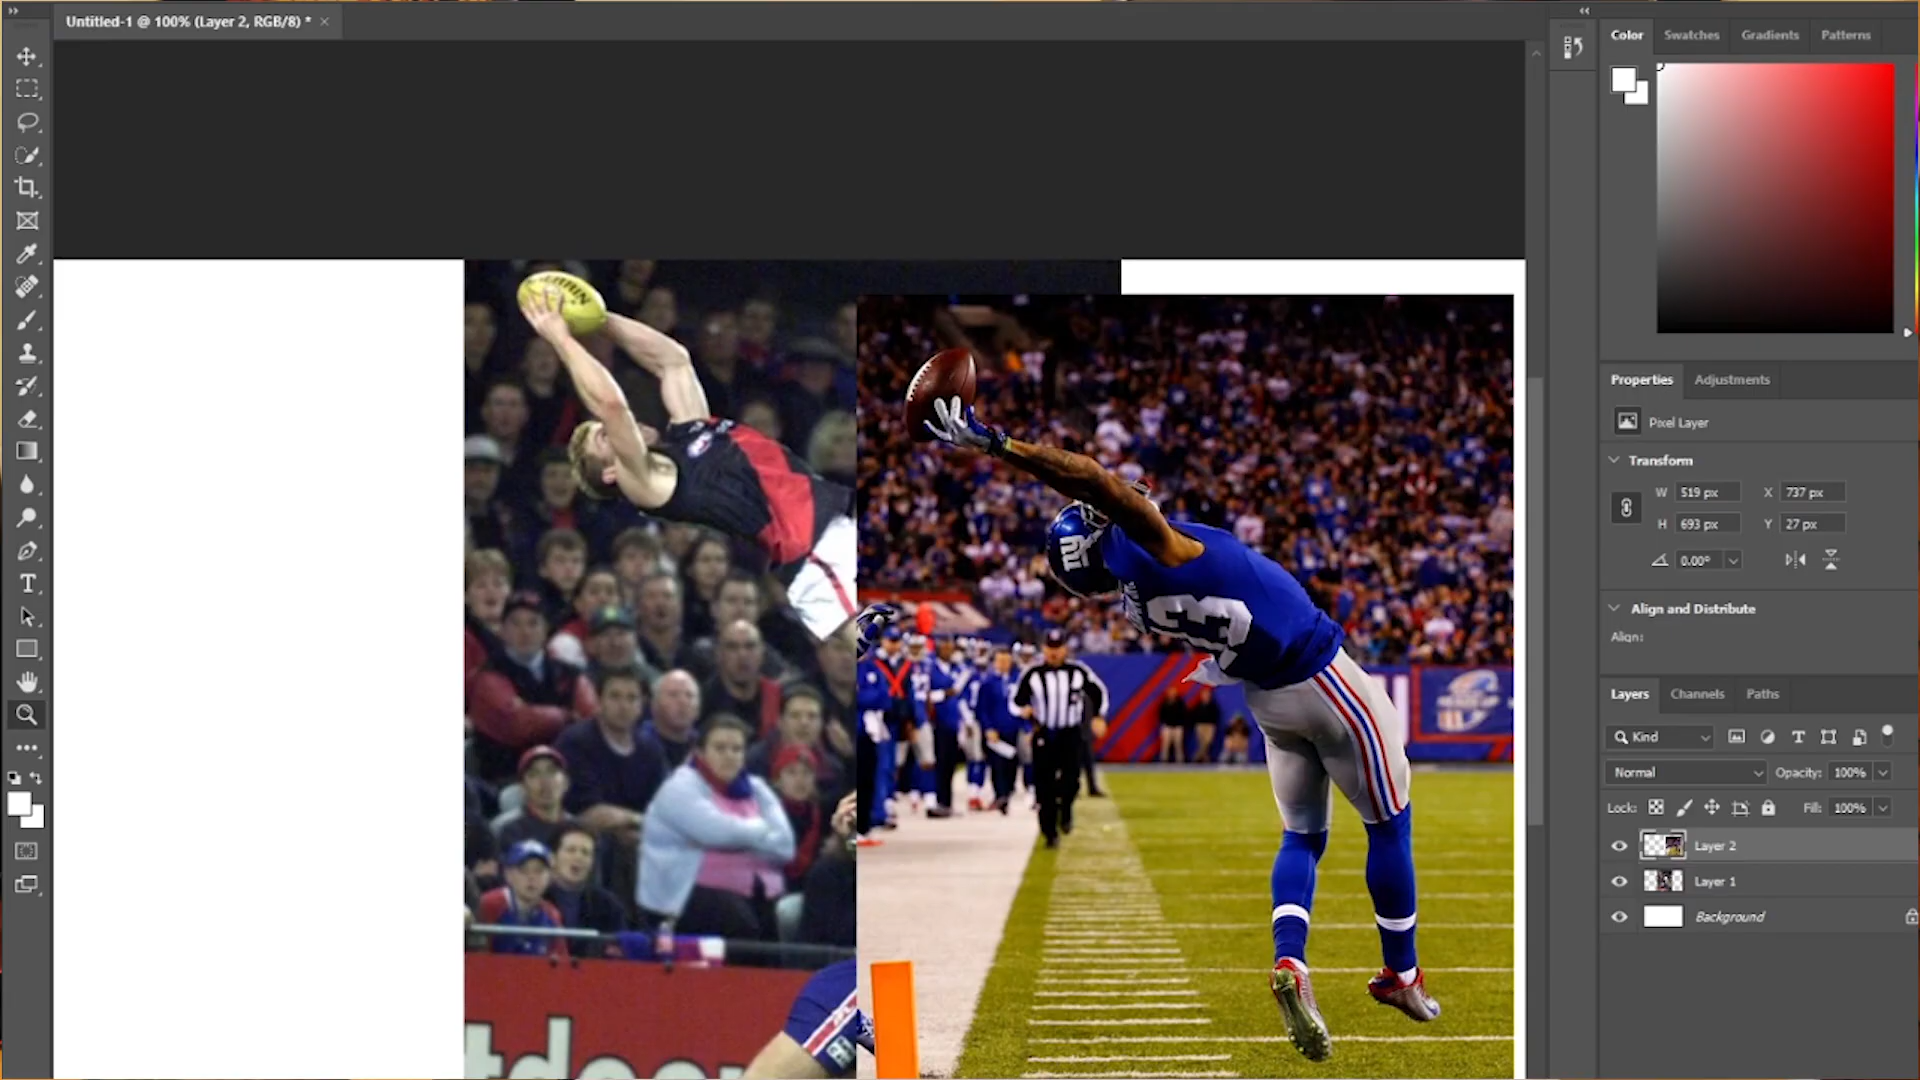 Untitled-1 @ 100% (Layer 2, RGB/8) * ×
Color Swatches Gradients Patterns
Properties Adjustments
Pixel Layer
Transform
W 519 px X 737 px
H 693 px Y 27 px
0.00°
Align and Distribute
Align:
Layers Channels Paths
Kind
Normal Opacity: 100%
Lock: Fill: 100%
Layer 2
Layer 1
Background
T
ny
13